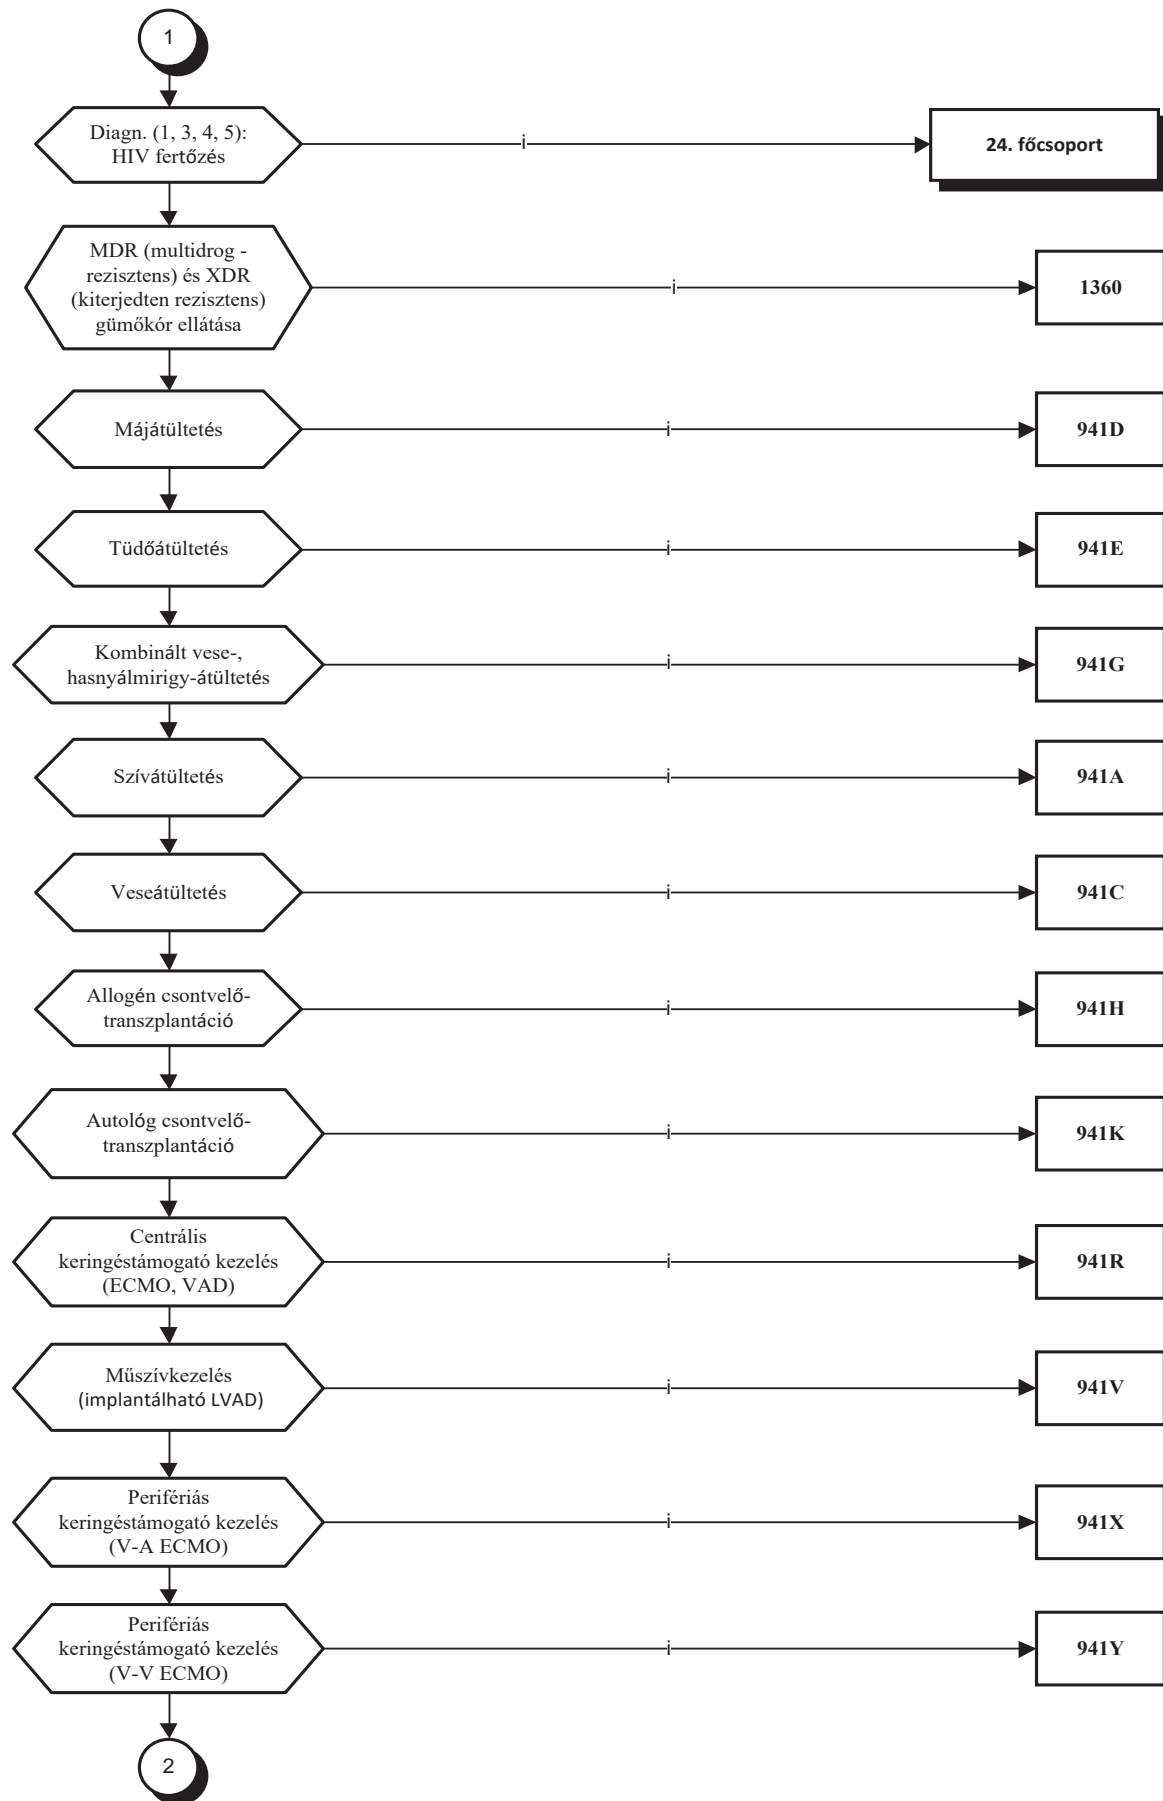 1
Diagn. (1, 3, 4, 5):
HIV fertőzés
i
24. főcsoport
MDR (multidrog -
rezisztens) és XDR
(kiterjedten rezisztens)
gümőkór ellátása
i
1360
Májátültetés
i
941D
Tüdőátültetés
i
941E
Kombinált vese-,
hasnyálmirigy-átültetés
i
941G
Szívátültetés
i
941A
Veseátültetés
i
941C
Allogén csontvelő-
transzplantáció
i
941H
Autológ csontvelő-
transzplantáció
i
941K
Centrális
keringéstámogató kezelés
(ECMO, VAD)
i
941R
Műszívkezelés
(implantálható LVAD)
i
941V
Perifériás
keringéstámogató kezelés
(V-A ECMO)
i
941X
Perifériás
keringéstámogató kezelés
(V-V ECMO)
i
941Y
2